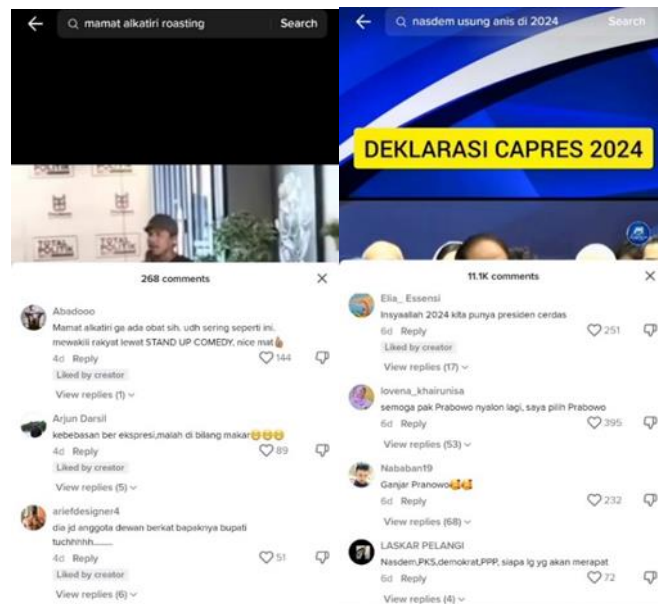 mamat alkatiri roasting
Search
TOTAL
POLITIK
268 comments
Abadooo
Mamat alkatiri ga ada obat sih. udh sering seperti ini.
mewakili rakyat lewat STAND UP COMEDY, nice mat👍🏽
4d Reply
144
Liked by creator
View replies (1)
Arjun Darsil
kebebasan ber ekspresi,malah di bilang makar
4d Reply
89
Liked by creator
View replies (5)
ariefdesigner4
dia jd anggota dewan berkat bapaknya bupati
tuchhhhh.........
4d Reply
51
Liked by creator
View replies (6)
nasdem usung anis di 2024
Search
DEKLARASI CAPRES 2024
11.1K comments
Elia_ Essensi
Insyaallah 2024 kita punya presiden cerdas
6d Reply
251
Liked by creator
View replies (17)
lovena_khairunisa
semoga pak Prabowo nyalon lagi, saya pilih Prabowo
6d Reply
395
View replies (53)
Nababan19
Ganjar Pranowo🥰🥰
6d Reply
232
View replies (68)
LASKAR PELANGI
Nasdem,PKS,demokrat,PPP, siapa lg yg akan merapat
6d Reply
72
View replies (4)